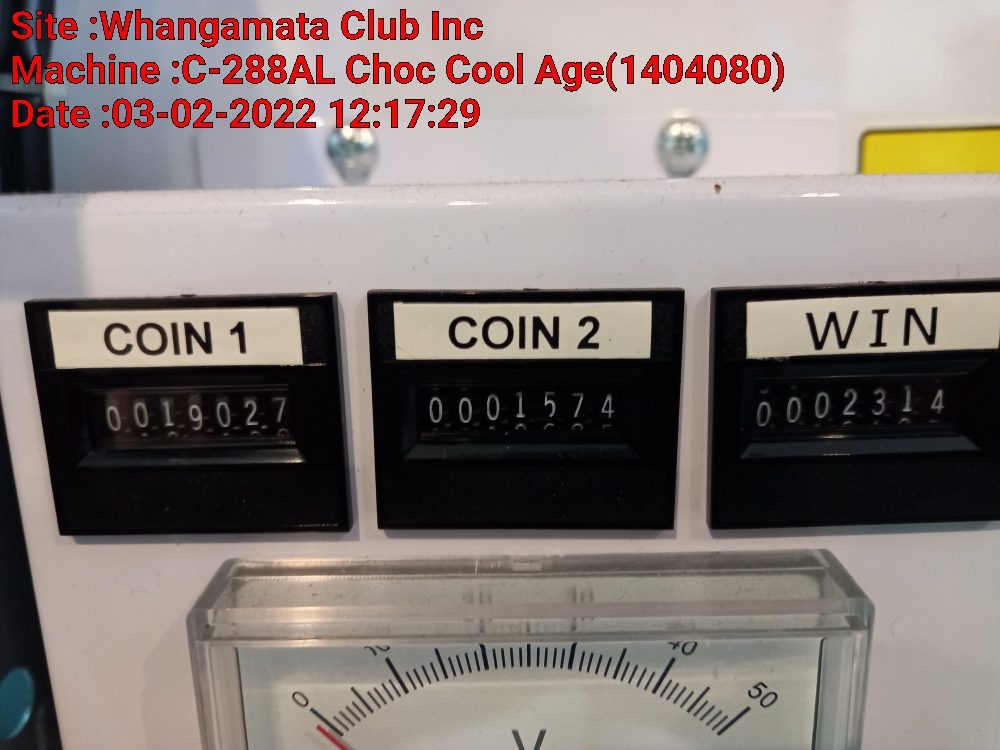 Site :Whangamata Club Inc
Machine :C-288AL Choc Cool Age(1404080)
Date :03-02-2022 12:17:29
COIN 1
COIN 2
WIN
0019027
0001574
0002314
40
0
50
V